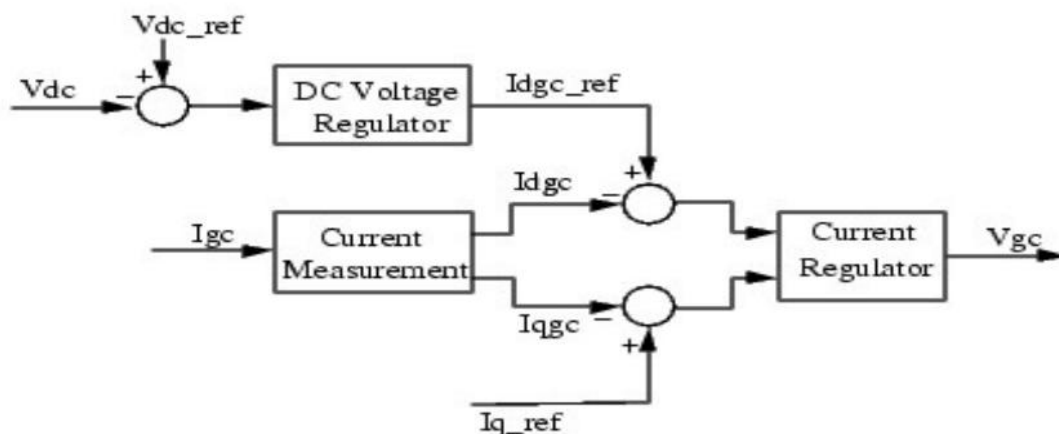 Vdc_ref
Vdc
+
−
DC Voltage
Regulator
Idgc_ref
+
−
Idgc
Igc
Current
Measurement
Iqgc
−
+
Current
Regulator
Vgc
Iq_ref